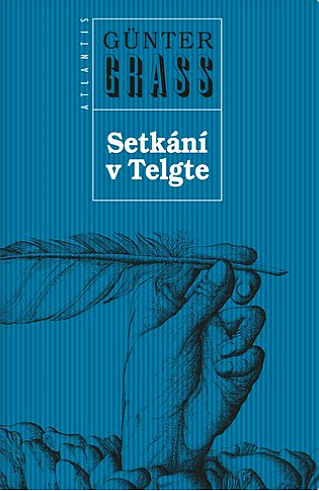 ATLANTIS
GÜNTER
GRASS
Setkání
v Telgte